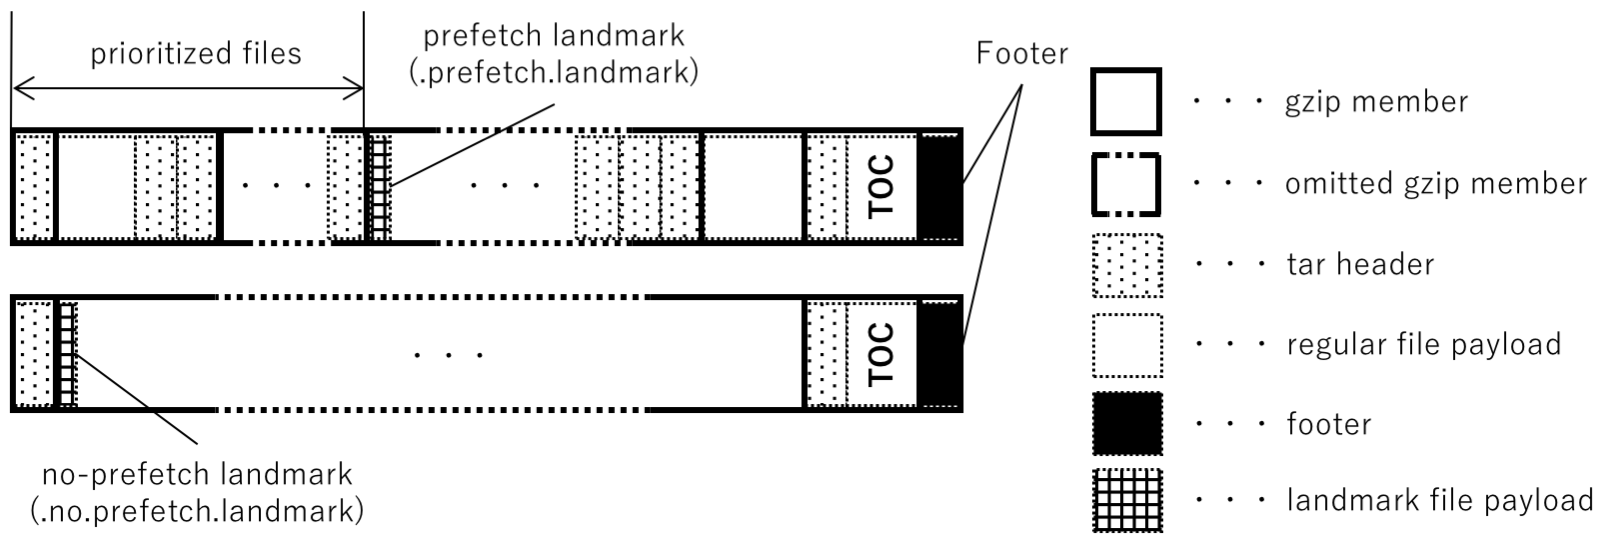 prioritized files
prefetch landmark
(.prefetch.landmark)
Footer
TOC
TOC
no-prefetch landmark
(.no.prefetch.landmark)
· · · gzip member
· · · omitted gzip member
· · · tar header
· · · regular file payload
· · · footer
· · · landmark file payload